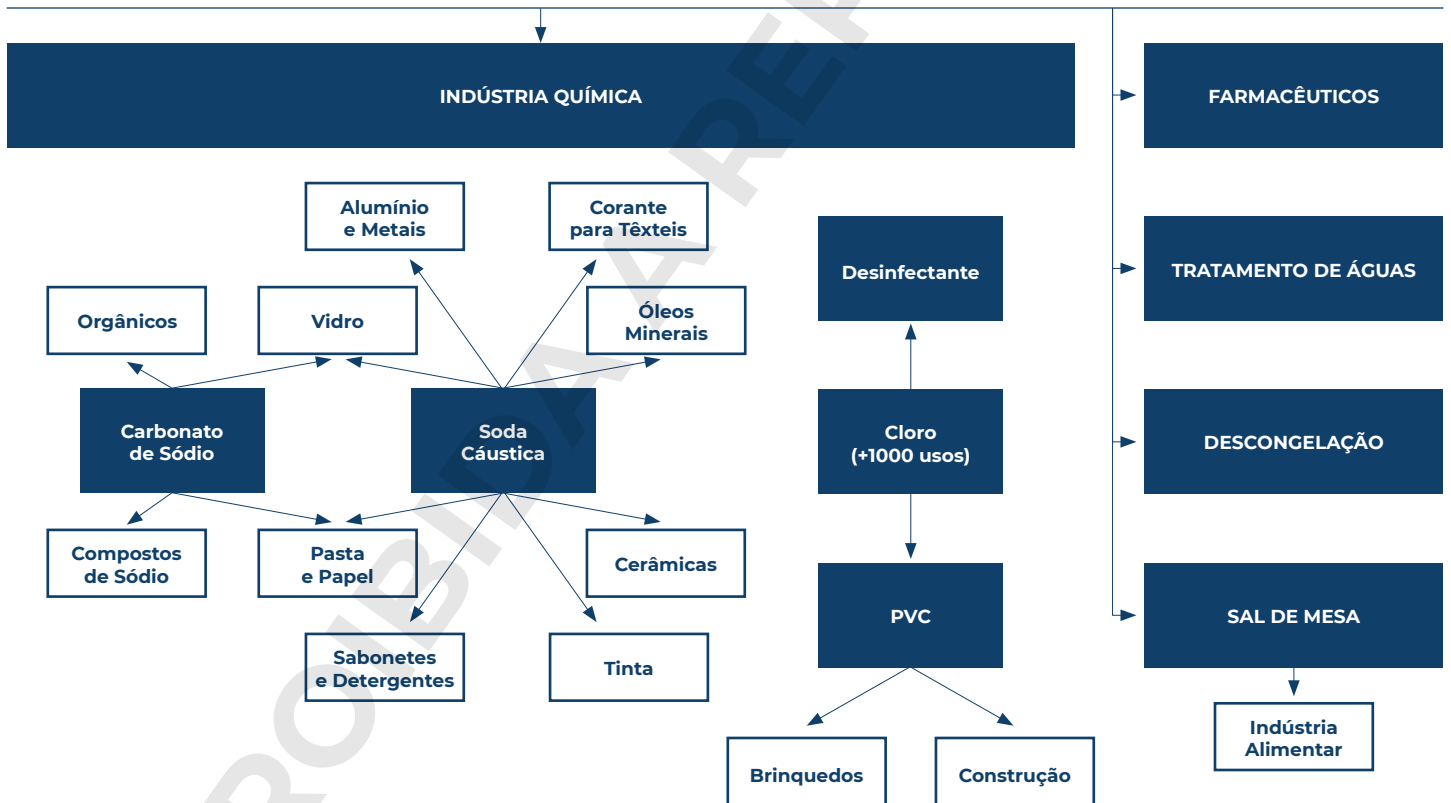 INDÚSTRIA QUÍMICA
FARMACÊUTICOS
Alumínio
e Metais
Corante
para Têxteis
Desinfectante
TRATAMENTO DE ÁGUAS
Orgânicos
Vidro
Óleos
Minerais
Carbonato
de Sódio
Soda
Cáustica
Cloro
(+1000 usos)
DESCONGELAÇÃO
Compostos
de Sódio
Pasta
e Papel
Cerâmicas
PVC
SAL DE MESA
Sabonetes
e Detergentes
Tinta
Brinquedos
Construção
Indústria
Alimentar
ROIBIDA A REP